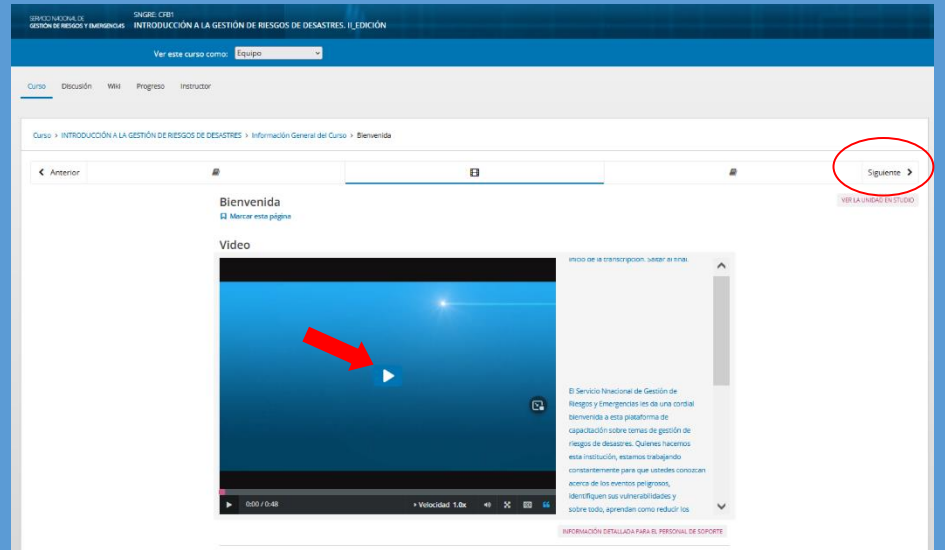 SERVICIO NACIONAL DE
GESTIÓN DE RIESGOS Y EMERGENCIAS
SNGRE: CFB1
INTRODUCCIÓN A LA GESTIÓN DE RIESGOS DE DESASTRES. II_EDICIÓN
Ver este curso como: Equipo
Curso Discusión Wiki Progreso Instructor
Curso > INTRODUCCIÓN A LA GESTIÓN DE RIESGOS DE DESASTRES > Información General del Curso > Bienvenida
Anterior
Siguiente
VER LA UNIDAD EN STUDIO
Bienvenida
Marcar esta página
Video
Inicio de la transcripción. Saltar al final.
El Servicio Nnacional de Gestión de
Riesgos y Emergencias les da una cordial
bienvenida a esta plataforma de
capacitación sobre temas de gestión de
riesgos de desastres. Quienes hacemos
esta institución, estamos trabajando
constantemente para que ustedes conozcan
acerca de los eventos peligrosos,
identifiquen sus vulnerabilidades y
sobre todo, aprendan como reducir los
0:00 / 0:48
Velocidad 1.0x
INFORMACIÓN DETALLADA PARA EL PERSONAL DE SOPORTE